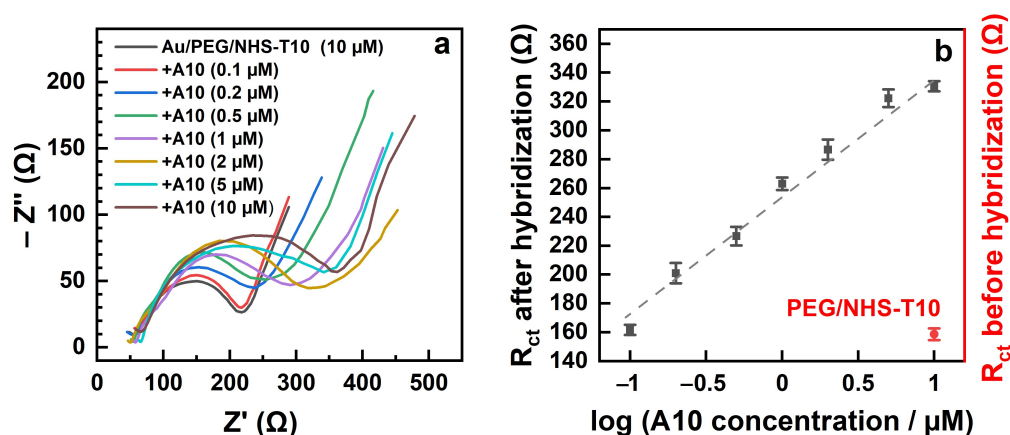 a
Au/PEG/NHS-T10 (10 µM)
+A10 (0.1 µM)
+A10 (0.2 µM)
+A10 (0.5 µM)
+A10 (1 µM)
+A10 (2 µM)
+A10 (5 µM)
+A10 (10 µM)
– Z'' (Ω)
200
150
100
50
0
0 100 200 300 400 500
Z' (Ω)
b
Rct after hybridization (Ω)
360
340
320
300
280
260
240
220
200
180
160
140
PEG/NHS-T10
–1 –0.5 0 0.5 1
log (A10 concentration / µM)
Rct before hybridization (Ω)